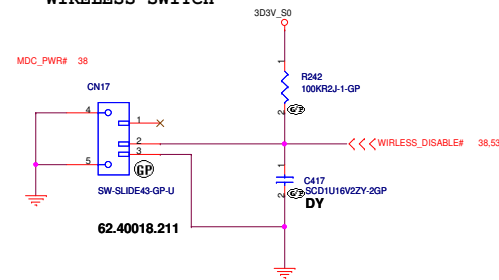 WIRELESS SWITCH
3D3V_S0
MDC_PWR# 38
CN17
R242
100KR2J-1-GP
1
2
G/P
4
1
2
3
5
GP
WIRLESS_DISABLE# 38,53
1
2
C417
SCD1U16V2ZY-2GP
G/P
DY
SW-SLIDE43-GP-U
62.40018.211